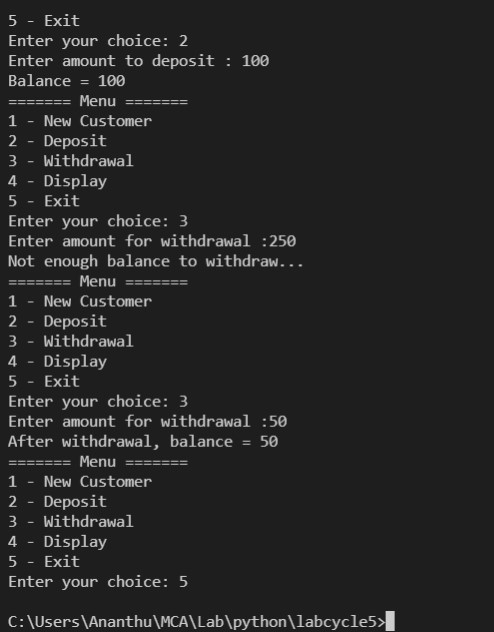 5 - Exit
Enter your choice: 2
Enter amount to deposit : 100
Balance = 100
======= Menu =======
1 - New Customer
2 - Deposit
3 - Withdrawal
4 - Display
5 - Exit
Enter your choice: 3
Enter amount for withdrawal :250
Not enough balance to withdraw...
======= Menu =======
1 - New Customer
2 - Deposit
3 - Withdrawal
4 - Display
5 - Exit
Enter your choice: 3
Enter amount for withdrawal :50
After withdrawal, balance = 50
======= Menu =======
1 - New Customer
2 - Deposit
3 - Withdrawal
4 - Display
5 - Exit
Enter your choice: 5
C:\Users\Ananthu\MCA\Lab\python\labcycle5>